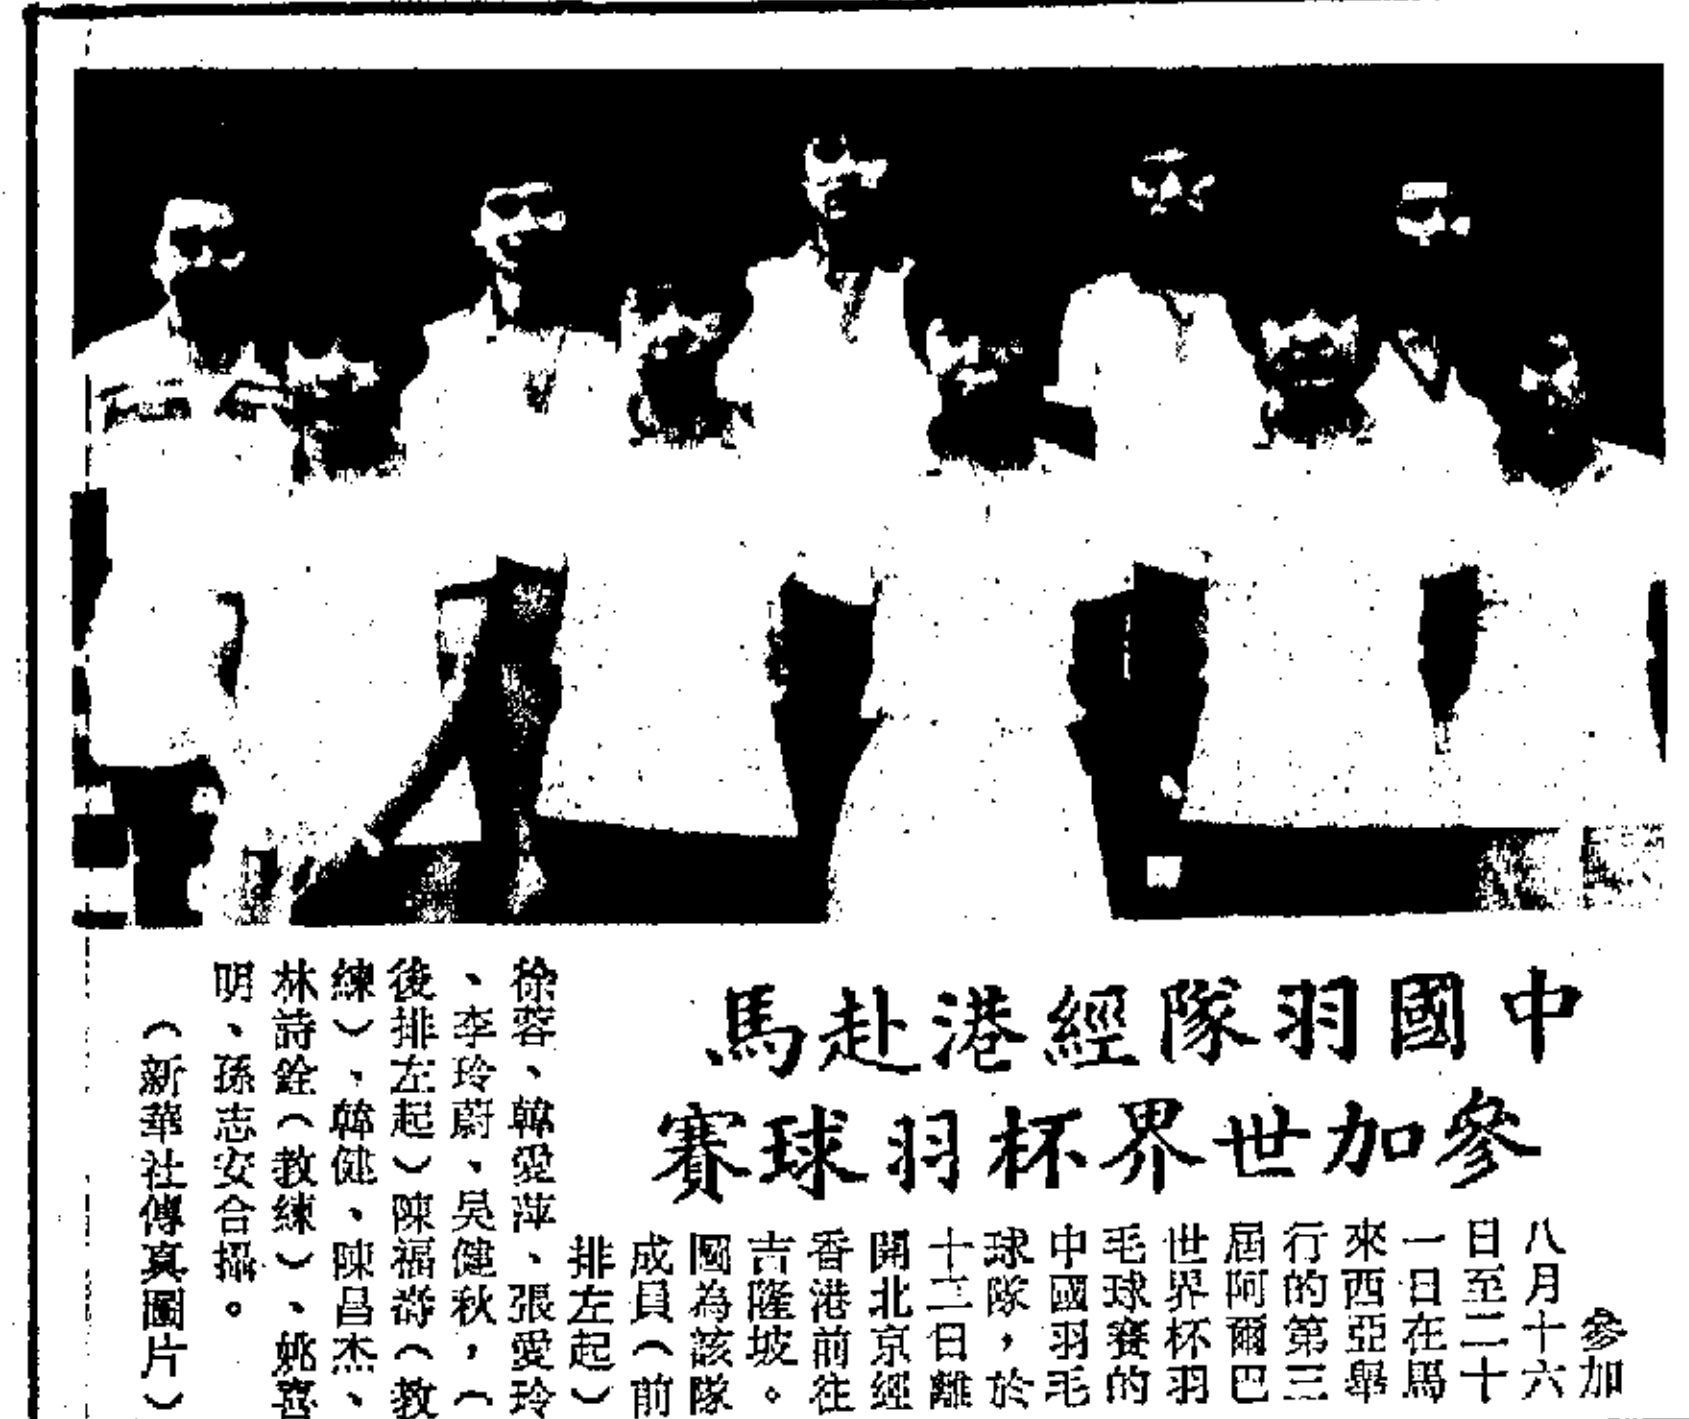 中國羽隊經港赴馬
參加世界杯羽球賽
參加
八月十六
日至二十
一日在馬
來西亞舉
行的第三
屆阿爾巴
世界杯羽
毛球賽的
中國羽毛
球隊，於
十二日離
開北京經
香港前往
吉隆坡。
國為該隊
成員（前
排左起）
徐蓉、韓愛萍、張愛玲
、李玲蔚、吳健秋，（
後排左起）陳福壽（教
練）、韓健、陳昌杰、
林詩銓（教練）、姚喜
明、孫志安合攝。
（新華社傳真圖片）